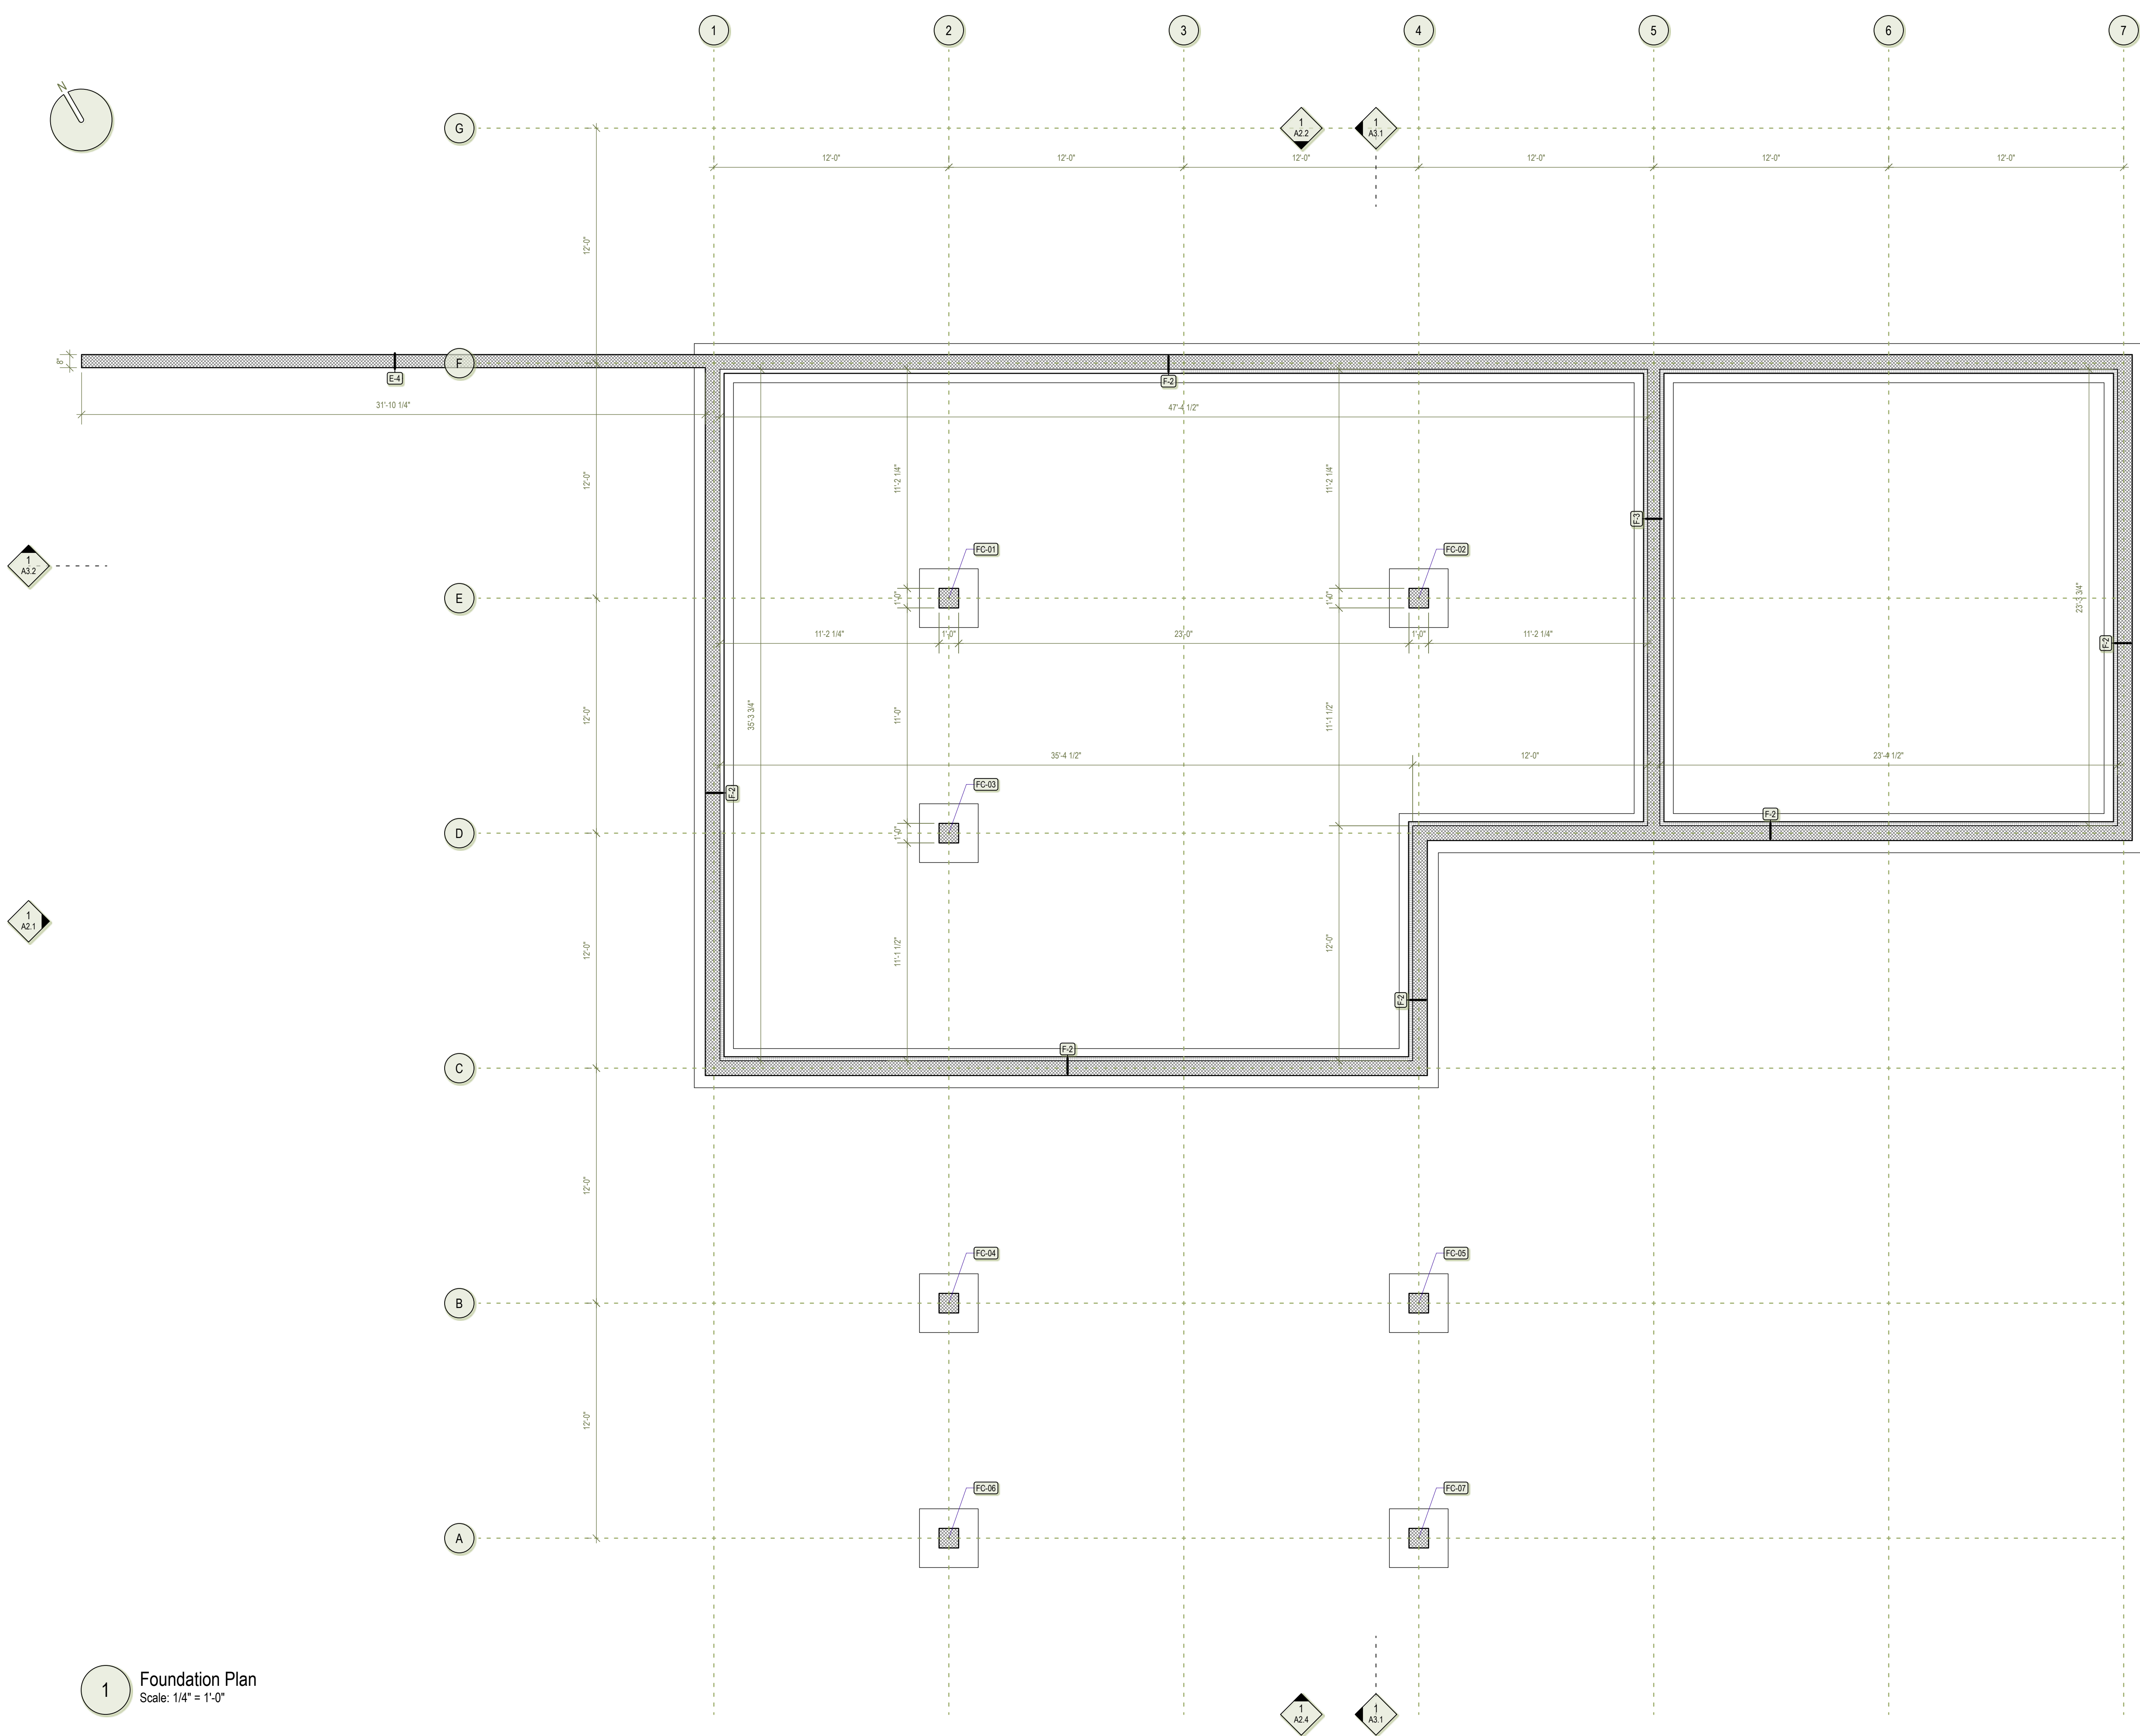 1 2 3 4 5 6 7
N
G
1
A2.2
1
A3.1
12'-0" 12'-0" 12'-0" 12'-0" 12'-0" 12'-0"
12'-0"
8"
F
E-4
F-2
31'-10 1/4"
47'-4 1/2"
12'-0"
11'-2 1/4"
11'-2 1/4"
F-3
FC-01
FC-02
1
A3.2
E
1'-0"
1'-0"
23'-3 3/4"
11'-2 1/4" 1'-0" 23'-0" 1'-0" 11'-2 1/4"
F-2
12'-0"
35'-3 3/4"
11'-0"
11'-1 1/2"
35'-4 1/2" 12'-0" 23'-4 1/2"
FC-03
F-2
F-2
D
1'-0"
1
A2.1
12'-0"
11'-1 1/2"
12'-0"
F-2
F-2
C
12'-0"
FC-04
FC-05
B
12'-0"
FC-06
FC-07
A
1
Foundation Plan
Scale: 1/4" = 1'-0"
1
A2.4
1
A3.1